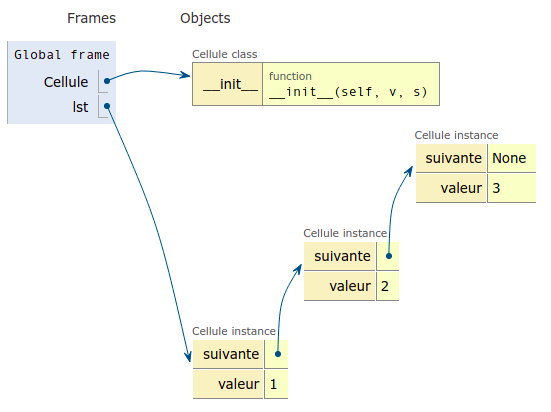 Frames Objects
Global frame
Cellule
lst
Cellule class
__init__
function
__init__(self, v, s)
Cellule instance
suivante None
valeur 3
Cellule instance
suivante
valeur 2
Cellule instance
suivante
valeur 1